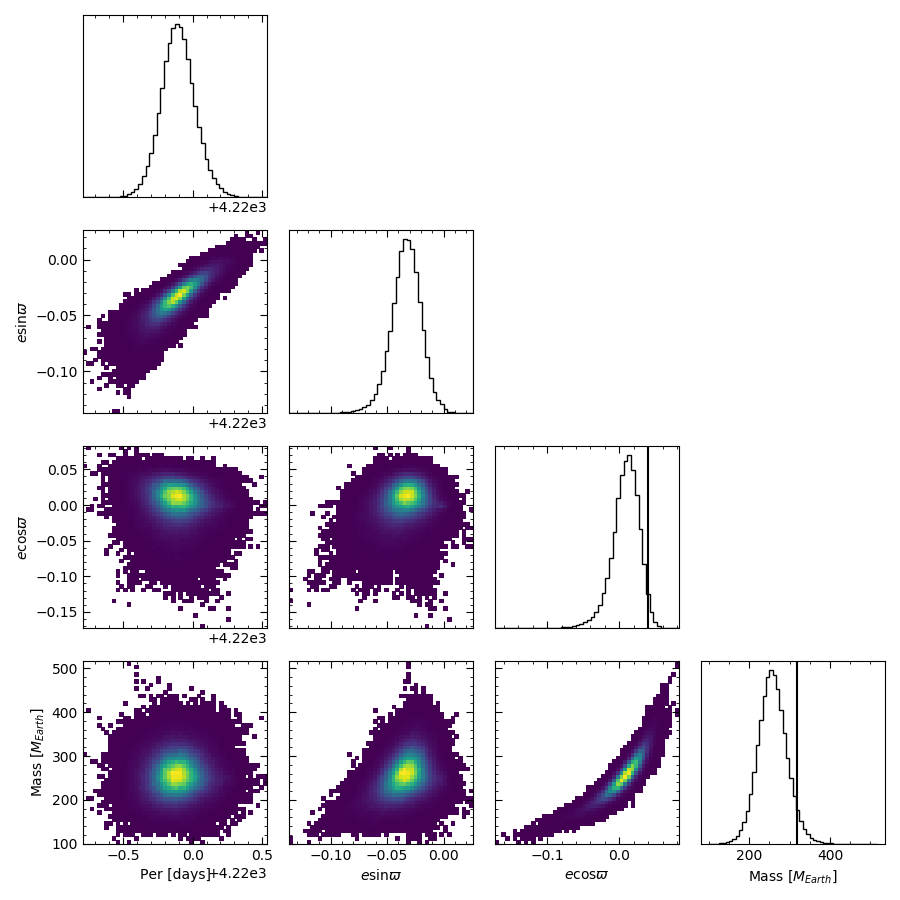 +4.22e3
0.00
−0.05
−0.10
esinϖ
+4.22e3
0.05
0.00
−0.05
−0.10
−0.15
ecosϖ
+4.22e3
500
400
300
200
100
Mass [M_Earth]
−0.5 0.0 0.5 −0.10 −0.05 0.00 −0.1 0.0 200 400
Per [days] +4.22e3 esinϖ ecosϖ Mass [M_Earth]